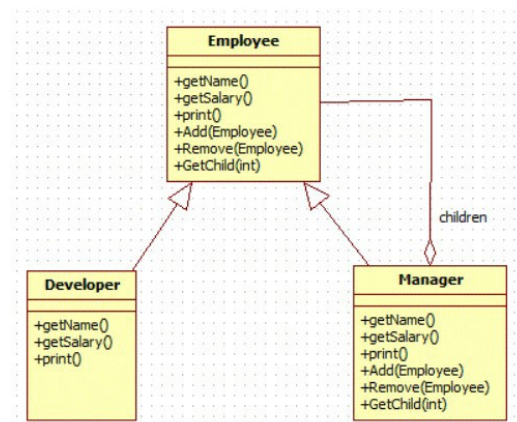 Employee
+getName()
+getSalary()
+print()
+Add(Employee)
+Remove(Employee)
+GetChild(int)
children
Developer
+getName()
+getSalary()
+print()
Manager
+getName()
+getSalary()
+print()
+Add(Employee)
+Remove(Employee)
+GetChild(int)